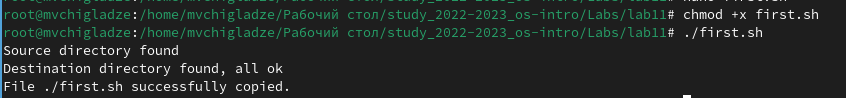 root@mvchigladze:/home/mvchigladze/Рабочий стол/study_2022-2023_os-intro/Labs/lab11# chmod +x first.sh
root@mvchigladze:/home/mvchigladze/Рабочий стол/study_2022-2023_os-intro/Labs/lab11# ./first.sh
Source directory found
Destination directory found, all ok
File ./first.sh successfully copied.